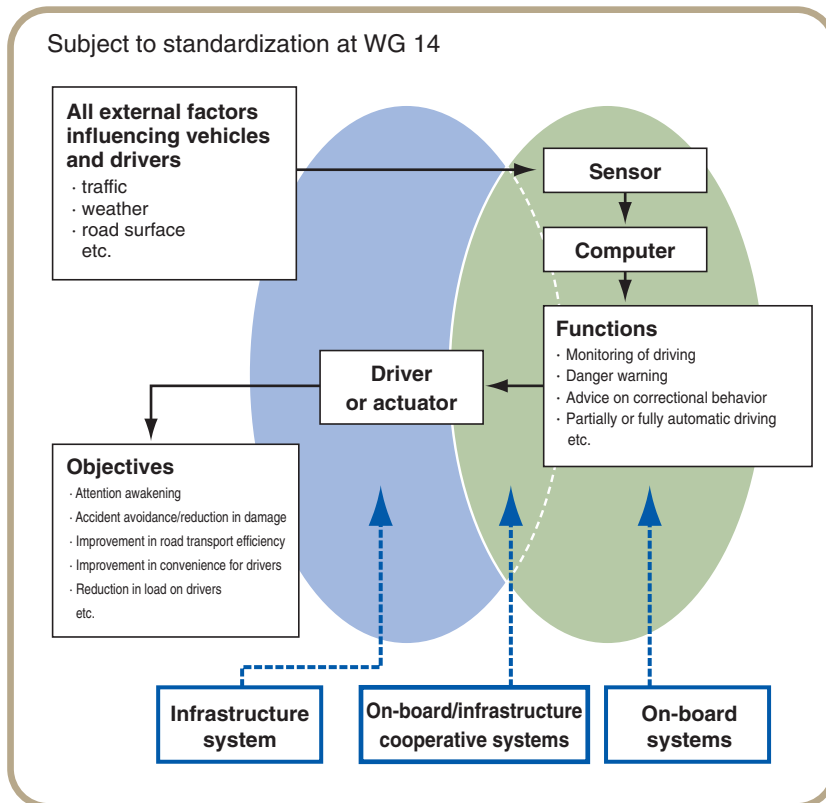 Subject to standardization at WG 14
All external factors
influencing vehicles
and drivers
· traffic
· weather
· road surface
etc.
Sensor
Computer
Functions
· Monitoring of driving
· Danger warning
· Advice on correctional behavior
· Partially or fully automatic driving
etc.
Driver
or actuator
Objectives
· Attention awakening
· Accident avoidance/reduction in damage
· Improvement in road transport efficiency
· Improvement in convenience for drivers
· Reduction in load on drivers
etc.
Infrastructure
system
On-board/infrastructure
cooperative systems
On-board
systems